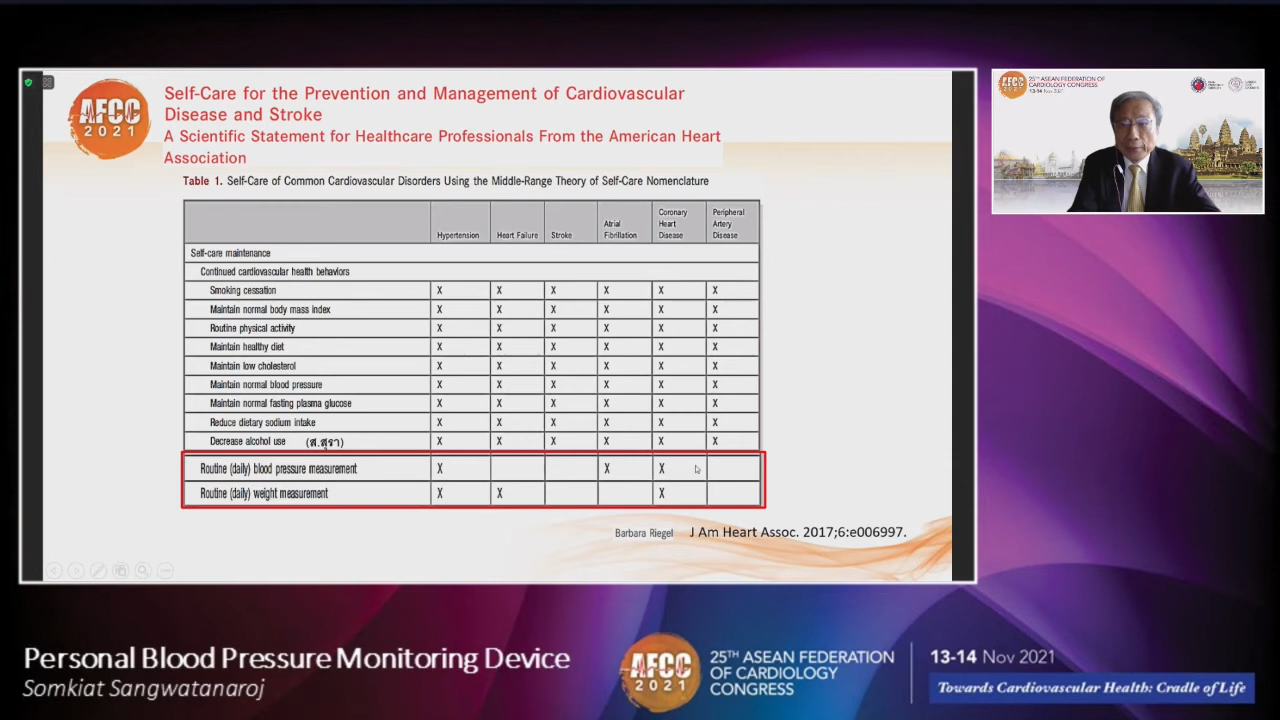 AFCC
2021
Self-Care for the Prevention and Management of Cardiovascular
Disease and Stroke
A Scientific Statement for Healthcare Professionals From the American Heart
Association
Table 1. Self-Care of Common Cardiovascular Disorders Using the Middle-Range Theory of Self-Care Nomenclature
Hypertension Heart Failure Stroke Atrial Fibrillation Coronary Heart Disease Peripheral Artery Disease
Self-care maintenance
Continued cardiovascular health behaviors
Smoking cessation X X X X X X
Maintain normal body mass index X X X X X X
Routine physical activity X X X X X X
Maintain healthy diet X X X X X X
Maintain low cholesterol X X X X X X
Maintain normal blood pressure X X X X X X
Maintain normal fasting plasma glucose X X X X X X
Reduce dietary sodium intake X X X X X X
Decrease alcohol use (ส.สุรา) X X X X X X
Routine (daily) blood pressure measurement X X X
Routine (daily) weight measurement X X X
Barbara Riegel J Am Heart Assoc. 2017;6:e006997.
AFCC
2021
25TH ASEAN FEDERATION OF
CARDIOLOGY CONGRESS
13-14 Nov 2021
Personal Blood Pressure Monitoring Device
Somkiat Sangwatanaroj
AFCC
2021
25TH ASEAN FEDERATION
OF CARDIOLOGY
CONGRESS
13-14 Nov 2021
Towards Cardiovascular Health: Cradle of Life